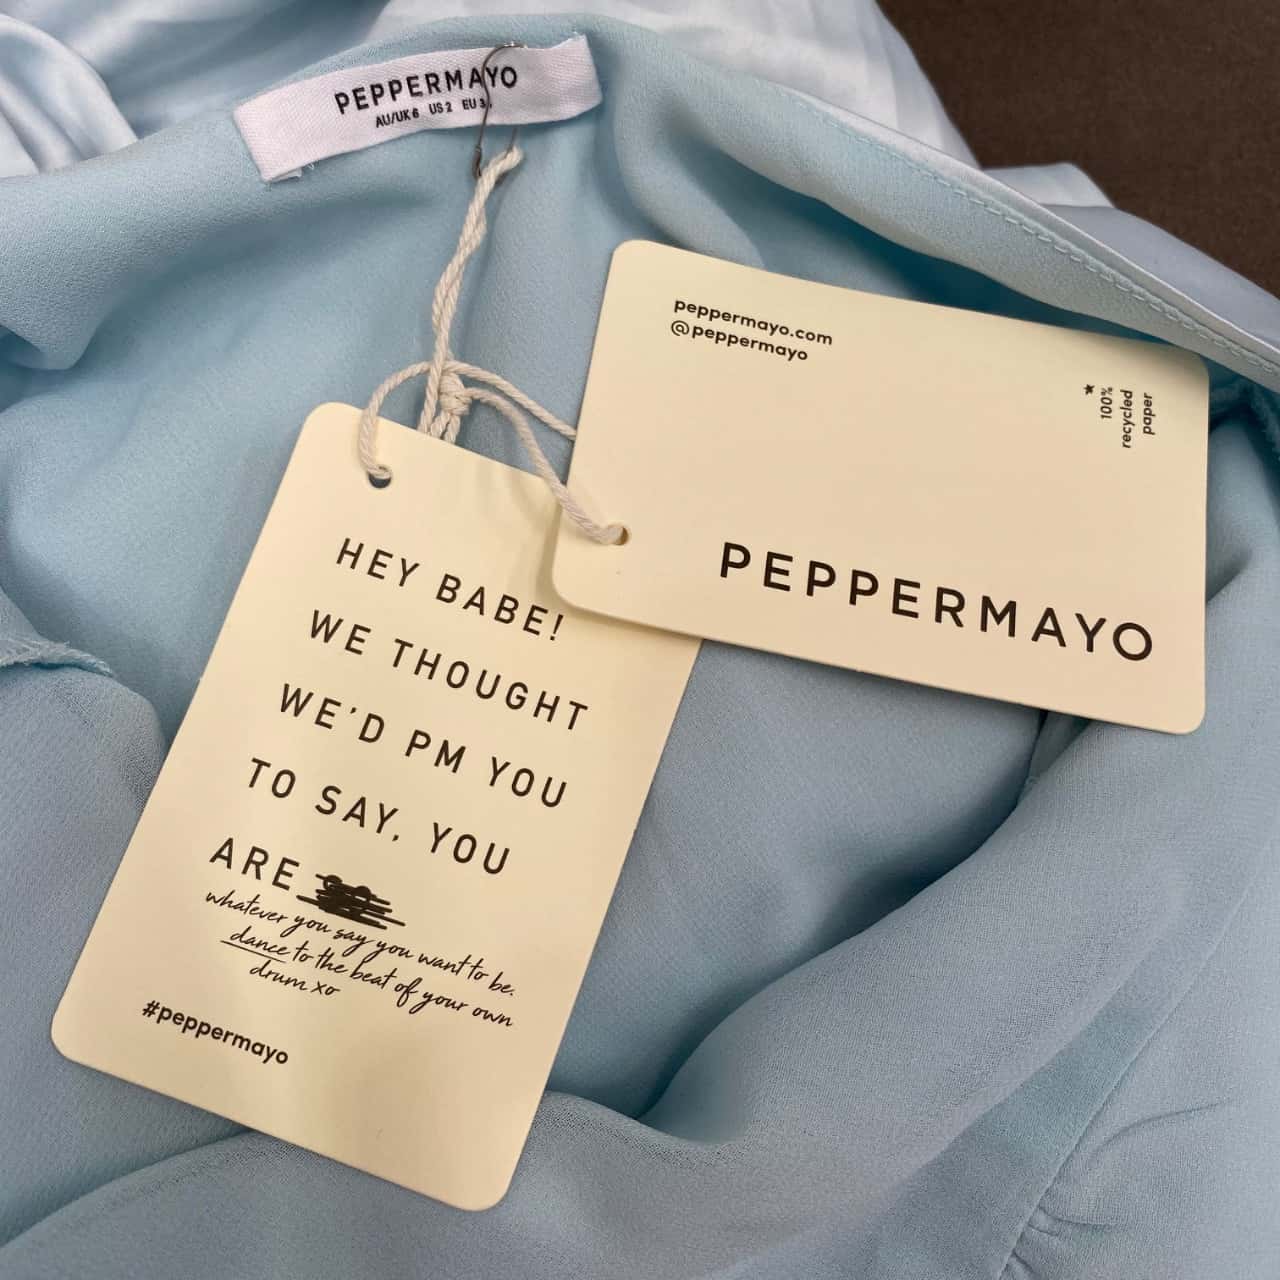 PEPPERMAYO
AU/UK 6 US 2 EU
peppermayo.com
@peppermayo
★
100%
recycled
paper
PEPPERMAYO
HEY BABE!
WE THOUGHT
WE'D PM YOU
TO SAY, YOU
ARE
whatever you say you want to be.
dance to the beat of your own
drum xo
#peppermayo